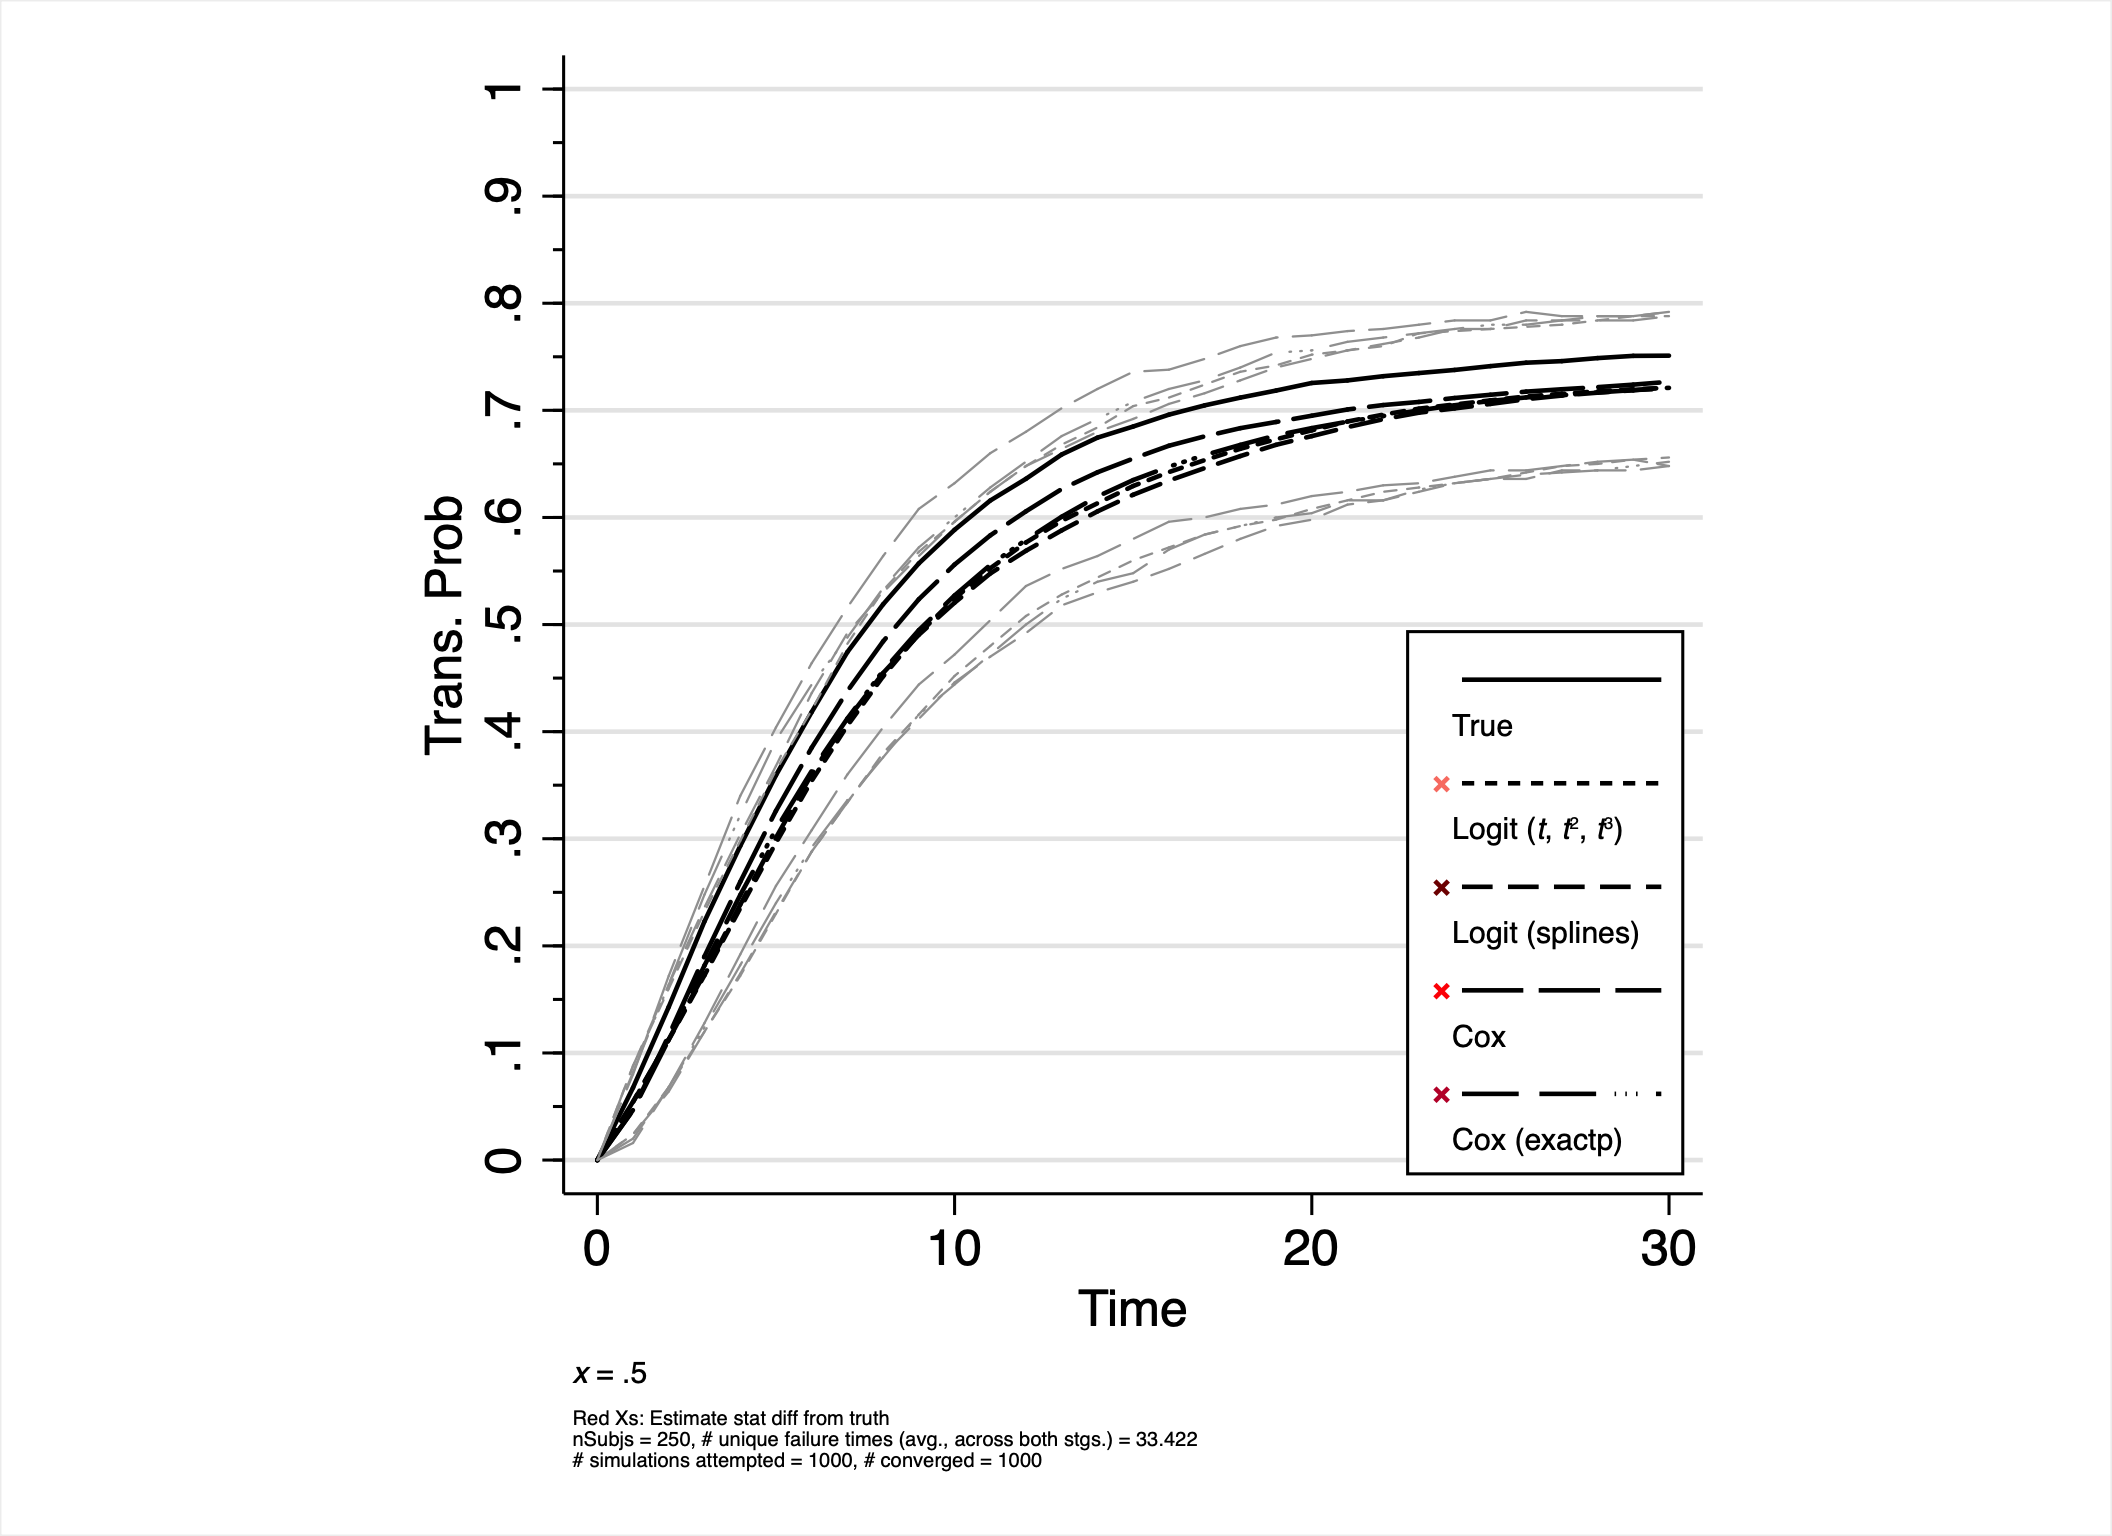 1
.9
.8
.7
.6
.5
.4
.3
.2
.1
0
Trans. Prob
True
Logit (t, t², t³)
Logit (splines)
Cox
Cox (exactp)
0 10 20 30
Time
x = .5
Red Xs: Estimate stat diff from truth
nSubjs = 250, # unique failure times (avg., across both stgs.) = 33.422
# simulations attempted = 1000, # converged = 1000